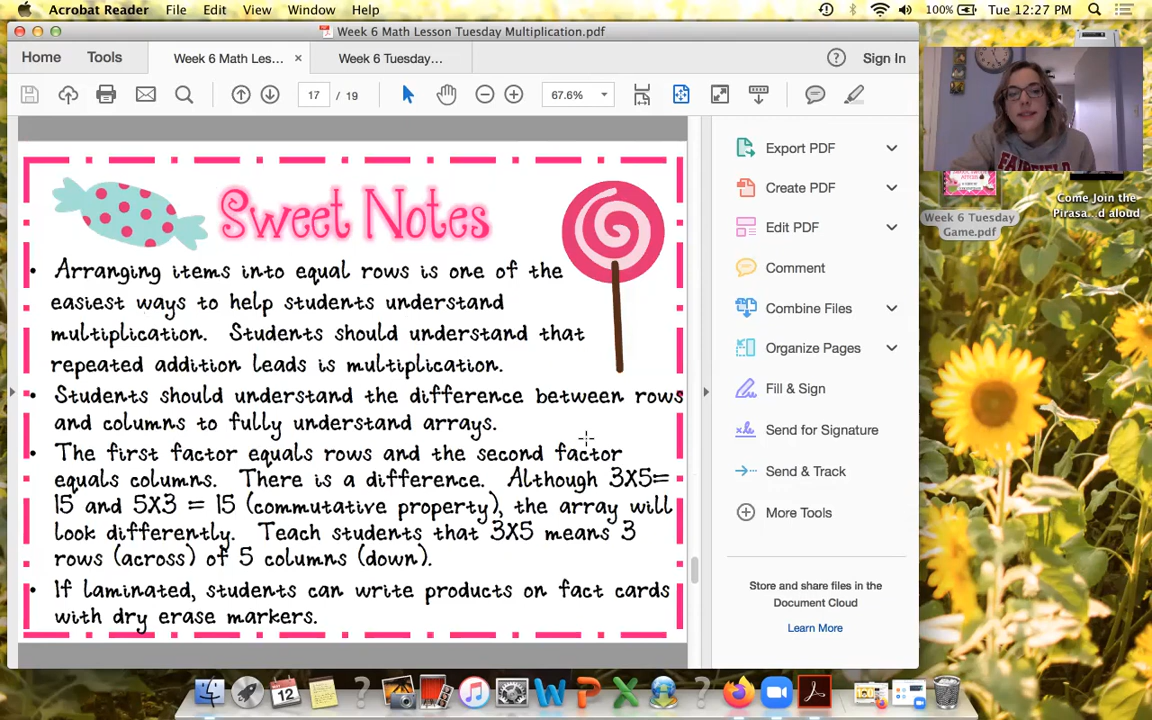 Acrobat Reader File Edit View Window Help 100% Tue 12:27 PM
Week 6 Math Lesson Tuesday Multiplication.pdf
Home Tools Week 6 Math Les... × Week 6 Tuesday... Sign In
17 / 19 67.6%
Sweet Notes
• Arranging items into equal rows is one of the
easiest ways to help students understand
multiplication. Students should understand that
repeated addition leads is multiplication.
• Students should understand the difference between rows
and columns to fully understand arrays.
• The first factor equals rows and the second factor
equals columns. There is a difference. Although 3X5=
15 and 5X3 = 15 (commutative property), the array will
look differently. Teach students that 3X5 means 3
rows (across) of 5 columns (down).
• If laminated, students can write products on fact cards
with dry erase markers.
Export PDF
Create PDF
Edit PDF
Comment
Combine Files
Organize Pages
Fill & Sign
Send for Signature
Send & Track
More Tools
Store and share files in the
Document Cloud
Learn More
FAIRFIELD
Week 6 Tuesday
Game.pdf
Come Join the
Pirasa...d aloud
12